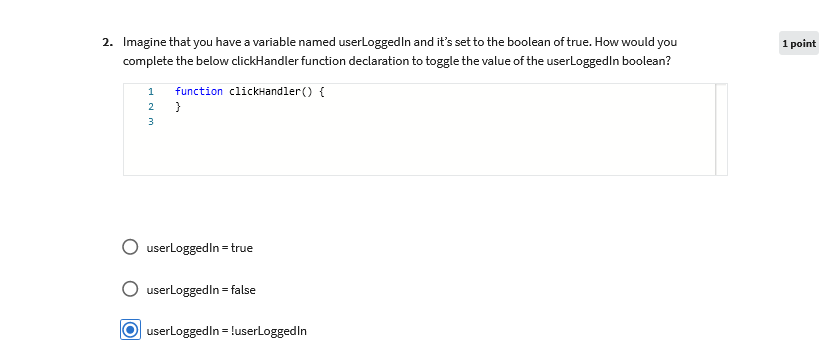 2. Imagine that you have a variable named userLoggedIn and it's set to the boolean of true. How would you
1 point
complete the below clickHandler function declaration to toggle the value of the userLoggedIn boolean?
1 function clickHandler() {
2 }
3
userLoggedIn = true
userLoggedIn = false
userLoggedIn = !userLoggedIn